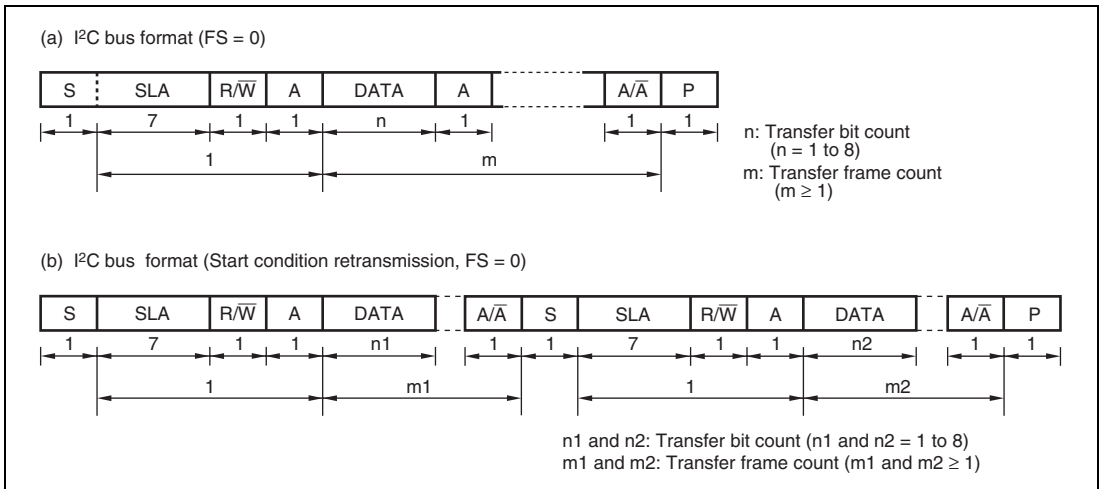 (a) I²C bus format (FS = 0)
S SLA R/W̅ A DATA A A/A̅ P
1 7 1 1 n 1 1 1
1 m
n: Transfer bit count
(n = 1 to 8)
m: Transfer frame count
(m ≥ 1)
(b) I²C bus format (Start condition retransmission, FS = 0)
S SLA R/W̅ A DATA A/A̅ S SLA R/W̅ A DATA A/A̅ P
1 7 1 1 n1 1 1 7 1 1 n2 1 1
1 m1 1 m2
n1 and n2: Transfer bit count (n1 and n2 = 1 to 8)
m1 and m2: Transfer frame count (m1 and m2 ≥ 1)